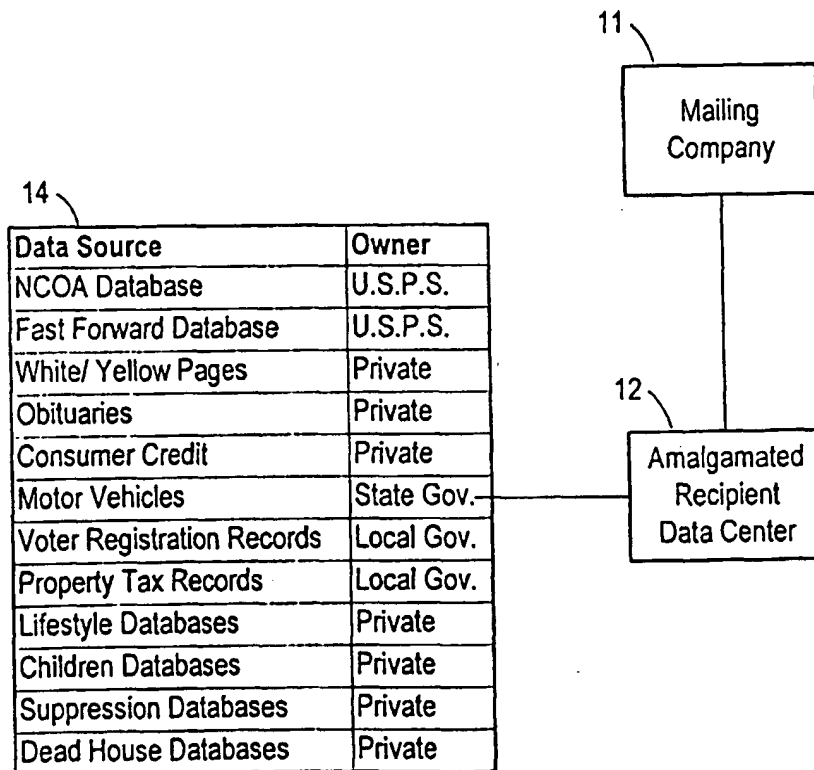 11
Mailing
Company
14
Data Source Owner
NCOA Database U.S.P.S.
Fast Forward Database U.S.P.S.
White/ Yellow Pages Private
Obituaries Private
Consumer Credit Private
Motor Vehicles State Gov.
Voter Registration Records Local Gov.
Property Tax Records Local Gov.
Lifestyle Databases Private
Children Databases Private
Suppression Databases Private
Dead House Databases Private
12
Amalgamated
Recipient
Data Center